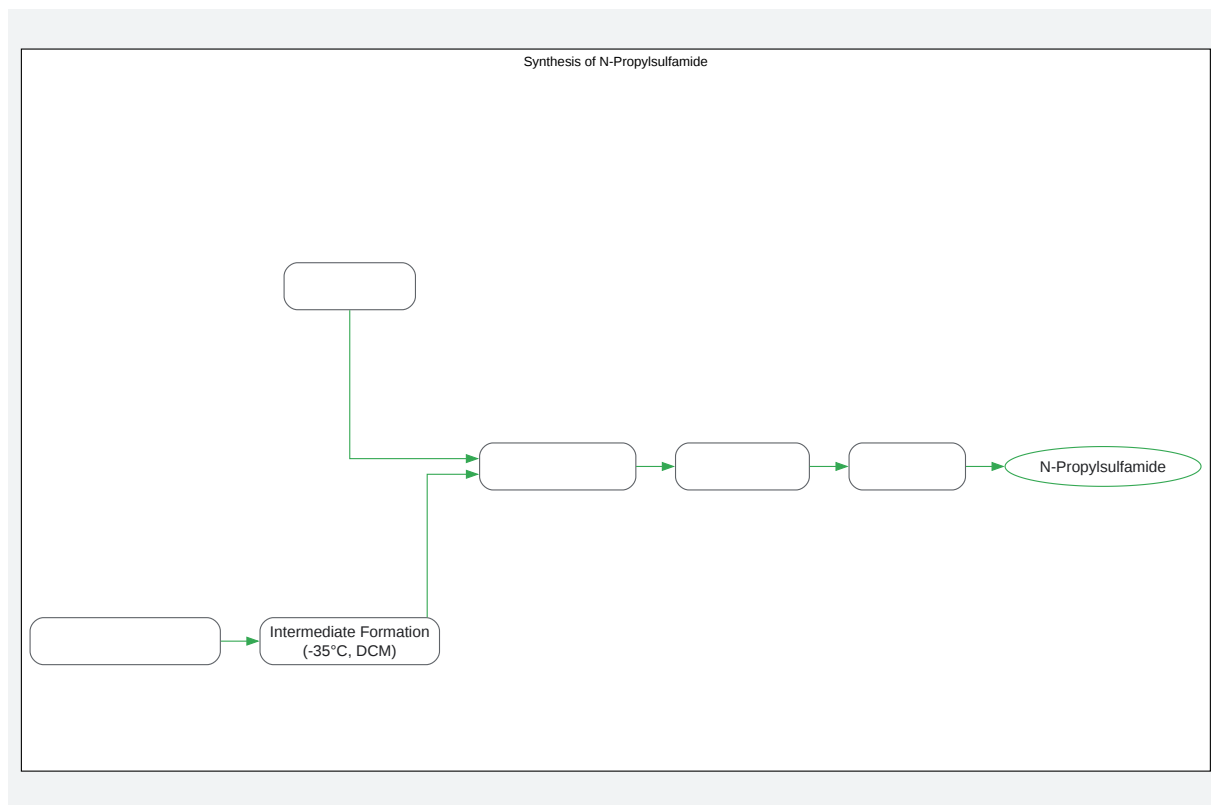 Synthesis of N-Propylsulfamide
N-Propylsulfamide
Intermediate Formation
(-35°C, DCM)